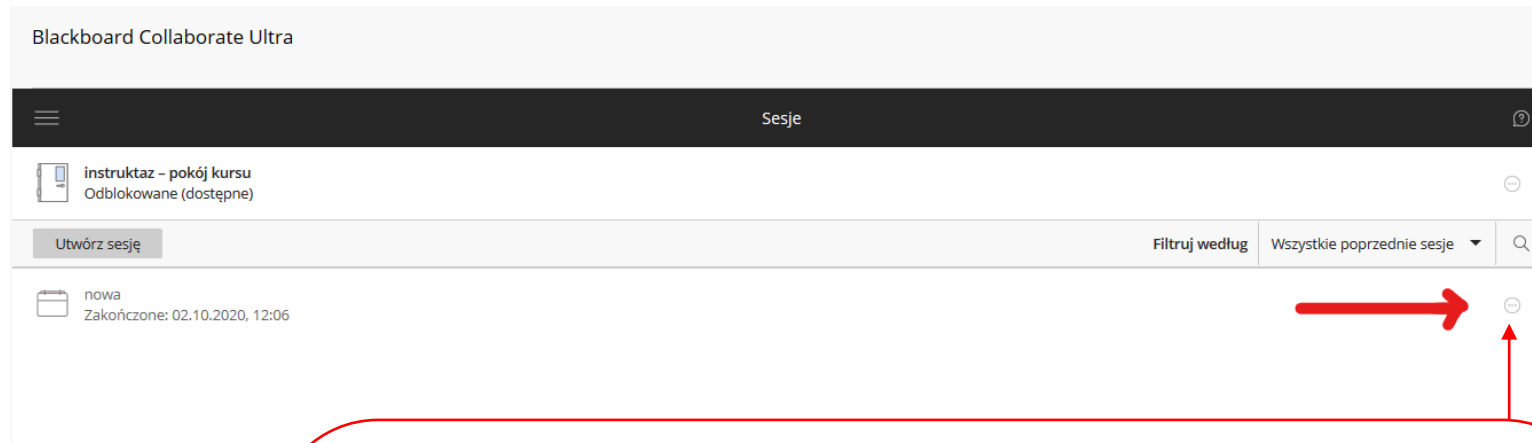 Blackboard Collaborate Ultra
Sesje
instruktaz – pokój kursu
Odblokowane (dostępne)
Utwórz sesję
Filtruj według Wszystkie poprzednie sesje
nowa
Zakończone: 02.10.2020, 12:06